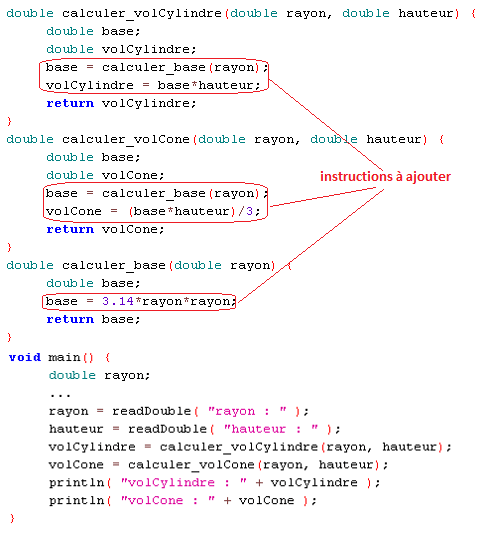 double calculer_volCylindre(double rayon, double hauteur) {
double base;
double volCylindre;
base = calculer_base(rayon);
volCylindre = base*hauteur;
return volCylindre;
}
double calculer_volCone(double rayon, double hauteur) {
double base;
double volCone;
instructions à ajouter
base = calculer_base(rayon);
volCone = (base*hauteur)/3;
return volCone;
}
double calculer_base(double rayon) {
double base;
base = 3.14*rayon*rayon;
return base;
}
void main() {
double rayon;
...
rayon = readDouble( "rayon : " );
hauteur = readDouble( "hauteur : " );
volCylindre = calculer_volCylindre(rayon, hauteur);
volCone = calculer_volCone(rayon, hauteur);
println( "volCylindre : " + volCylindre );
println( "volCone : " + volCone );
}